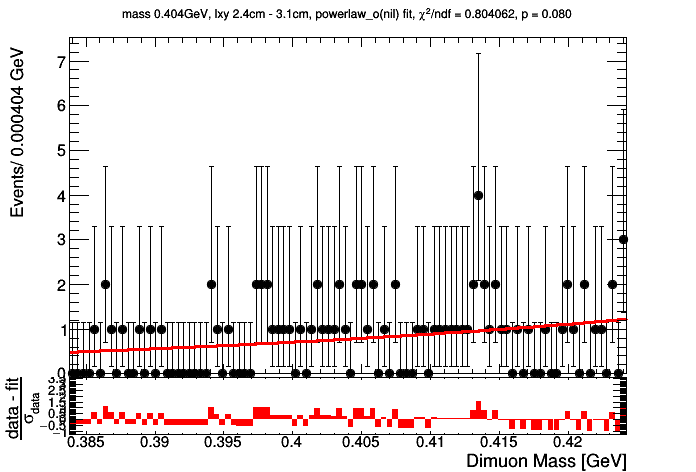 mass 0.404GeV, lxy 2.4cm - 3.1cm, powerlaw_o(nil) fit, χ²/ndf = 0.804062, p = 0.080
Events/ 0.000404 GeV
7
6
5
4
3
2
1
0
data - fit
σdata
0.385 0.39 0.395 0.4 0.405 0.41 0.415 0.42
Dimuon Mass [GeV]